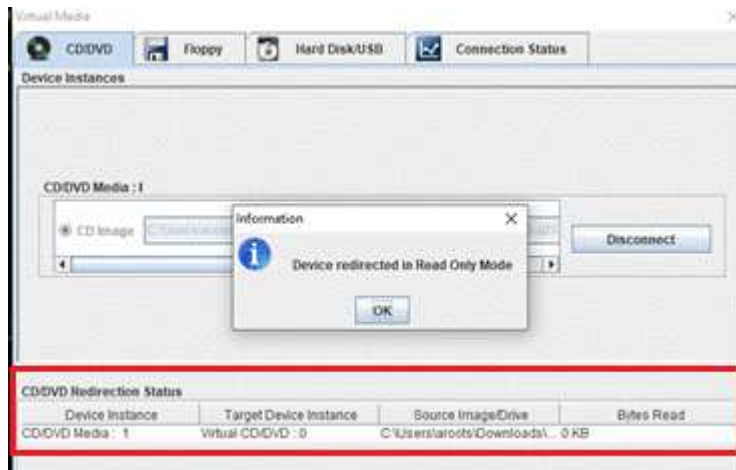 Virtual Media
CD/DVD Floppy Hard Disk/USB Connection Status
Device Instances
CD/DVD Media : I
CD Image
Disconnect
Information
Device redirected in Read Only Mode
OK
CD/DVD Redirection Status
Device Instance Target Device Instance Source Image/Drive Bytes Read
CD/DVD Media : 1 Virtual CD/DVD : 0 C:\Users\aroots\Downloads\... 0 KB